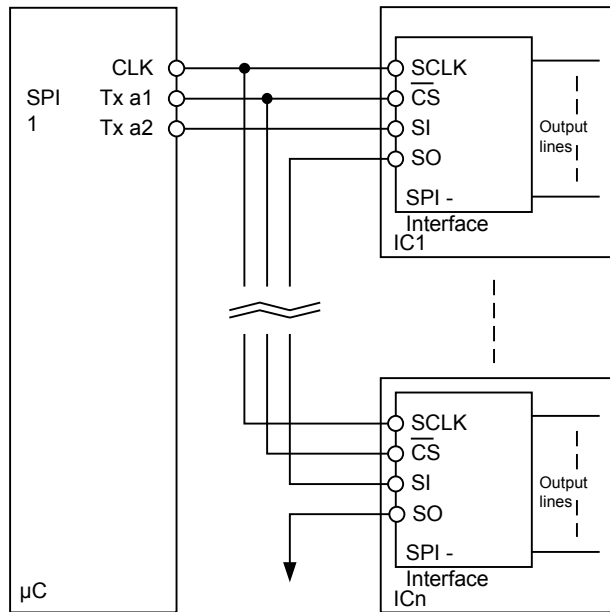 CLK
SPI
1
Tx a1
Tx a2
µC
SCLK
CS
SI
SO
Output
lines
SPI -
Interface
IC1
SCLK
CS
SI
SO
Output
lines
SPI -
Interface
ICn